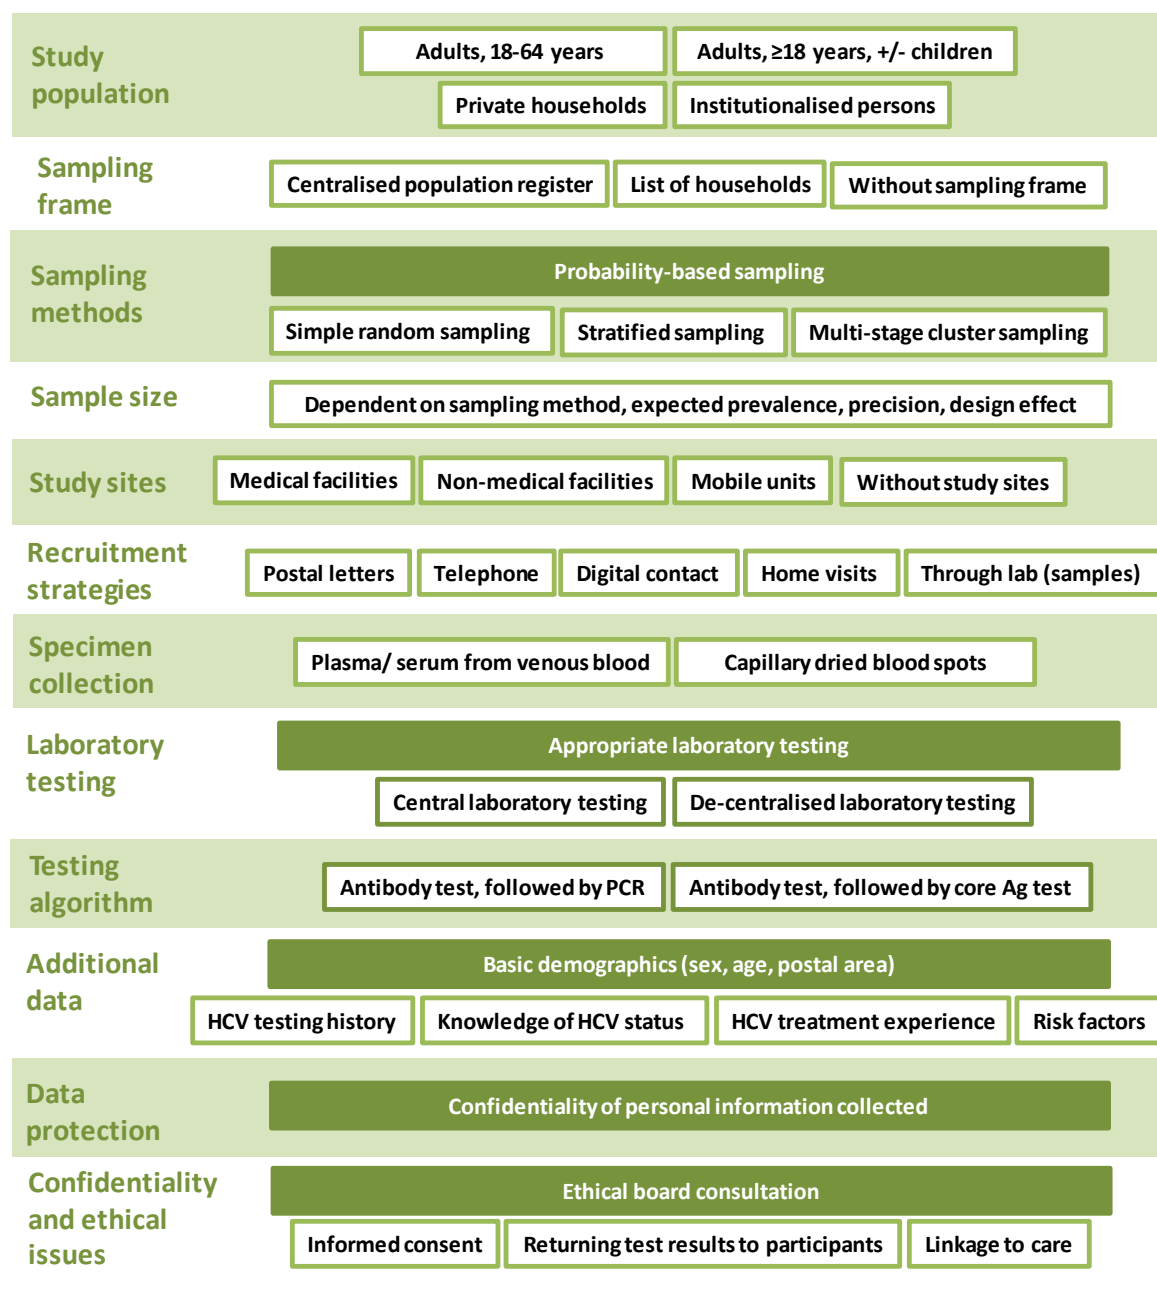 Study
population
Adults, 18-64 years
Adults, ≥18 years, +/- children
Private households
Institutionalised persons
Sampling
frame
Centralised population register
List of households
Without sampling frame
Sampling
methods
Probability-based sampling
Simple random sampling
Stratified sampling
Multi-stage cluster sampling
Sample size
Dependent on sampling method, expected prevalence, precision, design effect
Study sites
Medical facilities
Non-medical facilities
Mobile units
Without study sites
Recruitment
strategies
Postal letters
Telephone
Digital contact
Home visits
Through lab (samples)
Specimen
collection
Plasma/ serum from venous blood
Capillary dried blood spots
Laboratory
testing
Appropriate laboratory testing
Central laboratory testing
De-centralised laboratory testing
Testing
algorithm
Antibody test, followed by PCR
Antibody test, followed by core Ag test
Additional
data
Basic demographics (sex, age, postal area)
HCV testing history
Knowledge of HCV status
HCV treatment experience
Risk factors
Data
protection
Confidentiality of personal information collected
Confidentiality
and ethical
issues
Ethical board consultation
Informed consent
Returning test results to participants
Linkage to care